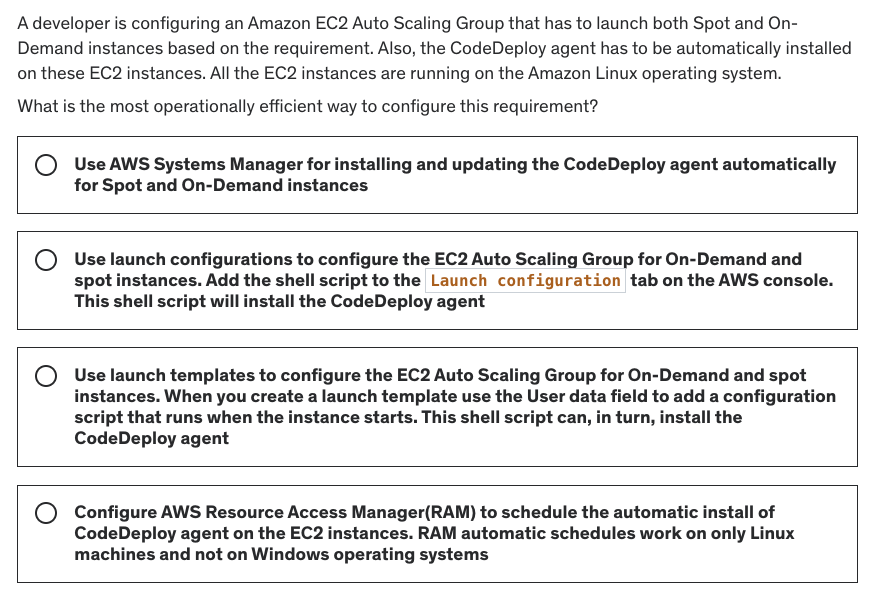 A developer is configuring an Amazon EC2 Auto Scaling Group that has to launch both Spot and On-
Demand instances based on the requirement. Also, the CodeDeploy agent has to be automatically installed
on these EC2 instances. All the EC2 instances are running on the Amazon Linux operating system.
What is the most operationally efficient way to configure this requirement?
Use AWS Systems Manager for installing and updating the CodeDeploy agent automatically
for Spot and On-Demand instances
Use launch configurations to configure the EC2 Auto Scaling Group for On-Demand and
spot instances. Add the shell script to the Launch configuration tab on the AWS console.
This shell script will install the CodeDeploy agent
Use launch templates to configure the EC2 Auto Scaling Group for On-Demand and spot
instances. When you create a launch template use the User data field to add a configuration
script that runs when the instance starts. This shell script can, in turn, install the
CodeDeploy agent
Configure AWS Resource Access Manager(RAM) to schedule the automatic install of
CodeDeploy agent on the EC2 instances. RAM automatic schedules work on only Linux
machines and not on Windows operating systems